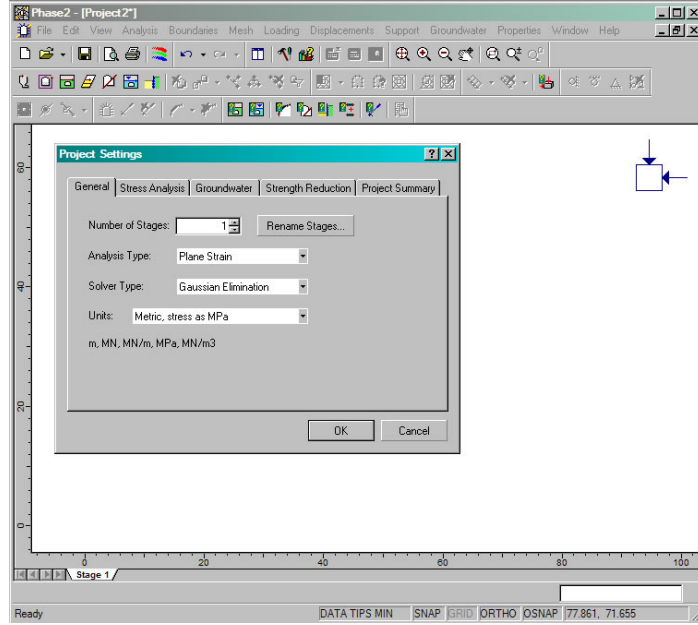 Phase2 - [Project2*]
File Edit View Analysis Boundaries Mesh Loading Displacements Support Groundwater Properties Window Help
Project Settings
General Stress Analysis Groundwater Strength Reduction Project Summary
Number of Stages: 1 Rename Stages...
Analysis Type: Plane Strain
Solver Type: Gaussian Elimination
Units: Metric, stress as MPa
m, MN, MN/m, MPa, MN/m3
OK Cancel
60
40
20
0
0 20 40 60 80 100
Stage 1
Ready DATA TIPS MIN SNAP GRID ORTHO OSNAP 77.861, 71.655